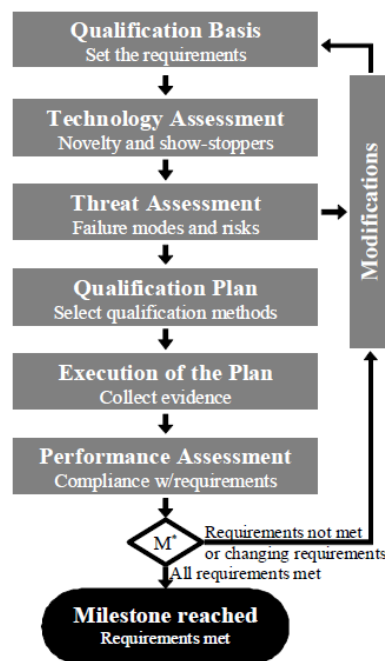 Qualification Basis
Set the requirements
Technology Assessment
Novelty and show-stoppers
Threat Assessment
Failure modes and risks
Modifications
Qualification Plan
Select qualification methods
Execution of the Plan
Collect evidence
Performance Assessment
Compliance w/requirements
M*
Requirements not met
or changing requirements
All requirements met
Milestone reached
Requirements met